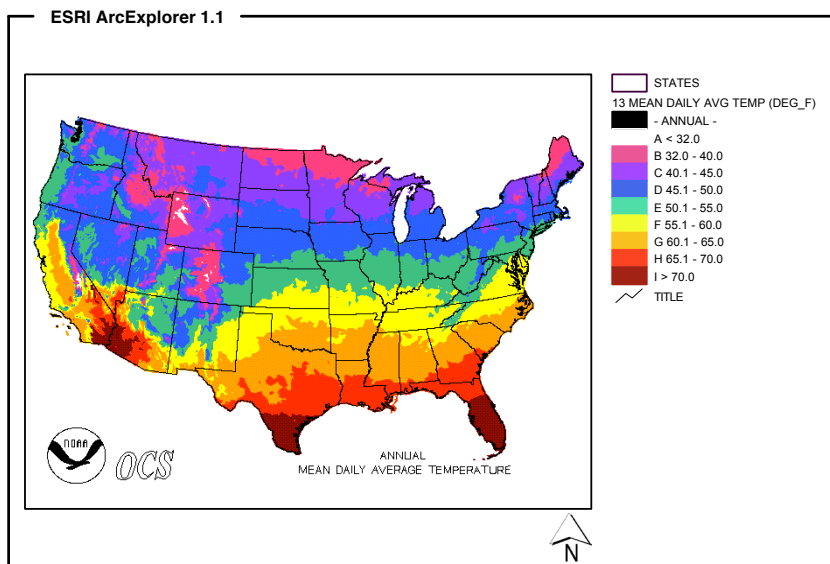 ESRI ArcExplorer 1.1
STATES
13 MEAN DAILY AVG TEMP (DEG_F)
- ANNUAL -
A < 32.0
B 32.0 - 40.0
C 40.1 - 45.0
D 45.1 - 50.0
E 50.1 - 55.0
F 55.1 - 60.0
G 60.1 - 65.0
H 65.1 - 70.0
I > 70.0
TITLE
NOAA
OCS
ANNUAL
MEAN DAILY AVERAGE TEMPERATURE
N